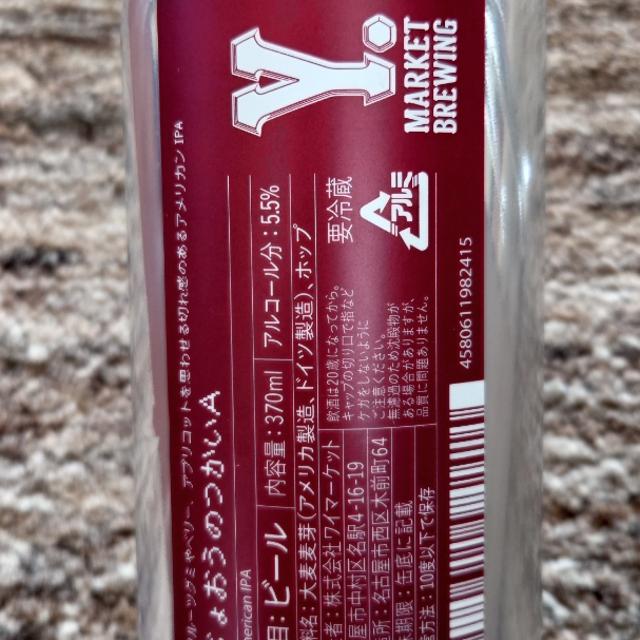 フルーツグミやベリー、アプリコットを思わせる切れ感のあるアメリカン IPA
じょおうのつかいA
American IPA
目：ビール 内容量：370ml アルコール分：5.5%
料名：大麦麦芽（アメリカ製造、ドイツ製造）、ホップ
者：株式会社ワイマーケット
屋市中村区名駅4-16-19
所：名古屋市西区木前町64
味期限：缶底に記載
方法：10度以下で保存
飲酒は20歳になってから。
キャップの切り口で指など
ケガをしないように
ご注意ください。
無濾過のため沈殿物が
ある場合がありますが、
品質に問題ありません。
要冷蔵
アルミ
4580611982415
Y.
MARKET
BREWING